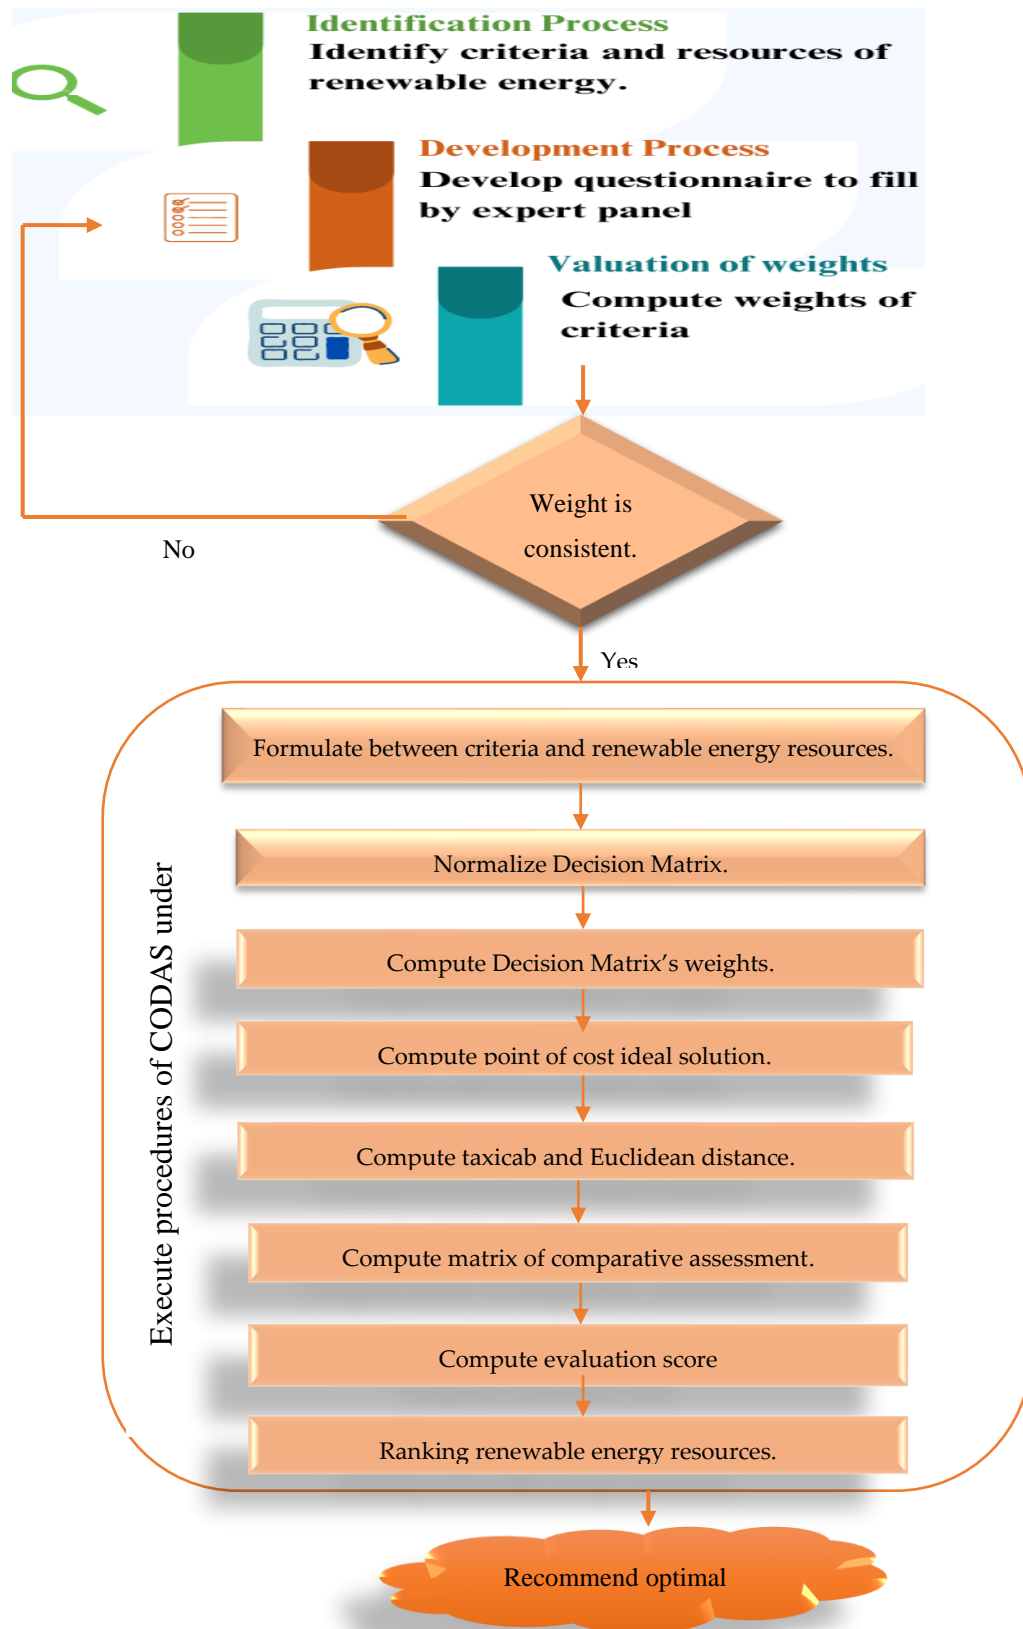 Identification Process
Identify criteria and resources of
renewable energy.
Development Process
Develop questionnaire to fill
by expert panel
Valuation of weights
Compute weights of
criteria
Weight is
consistent.
No
Yes
Execute procedures of CODAS under
Formulate between criteria and renewable energy resources.
Normalize Decision Matrix.
Compute Decision Matrix’s weights.
Compute point of cost ideal solution.
Compute taxicab and Euclidean distance.
Compute matrix of comparative assessment.
Compute evaluation score
Ranking renewable energy resources.
Recommend optimal